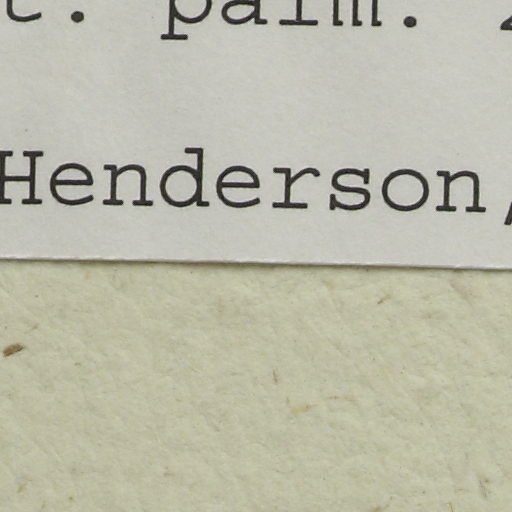 t. palm.
Henderson,